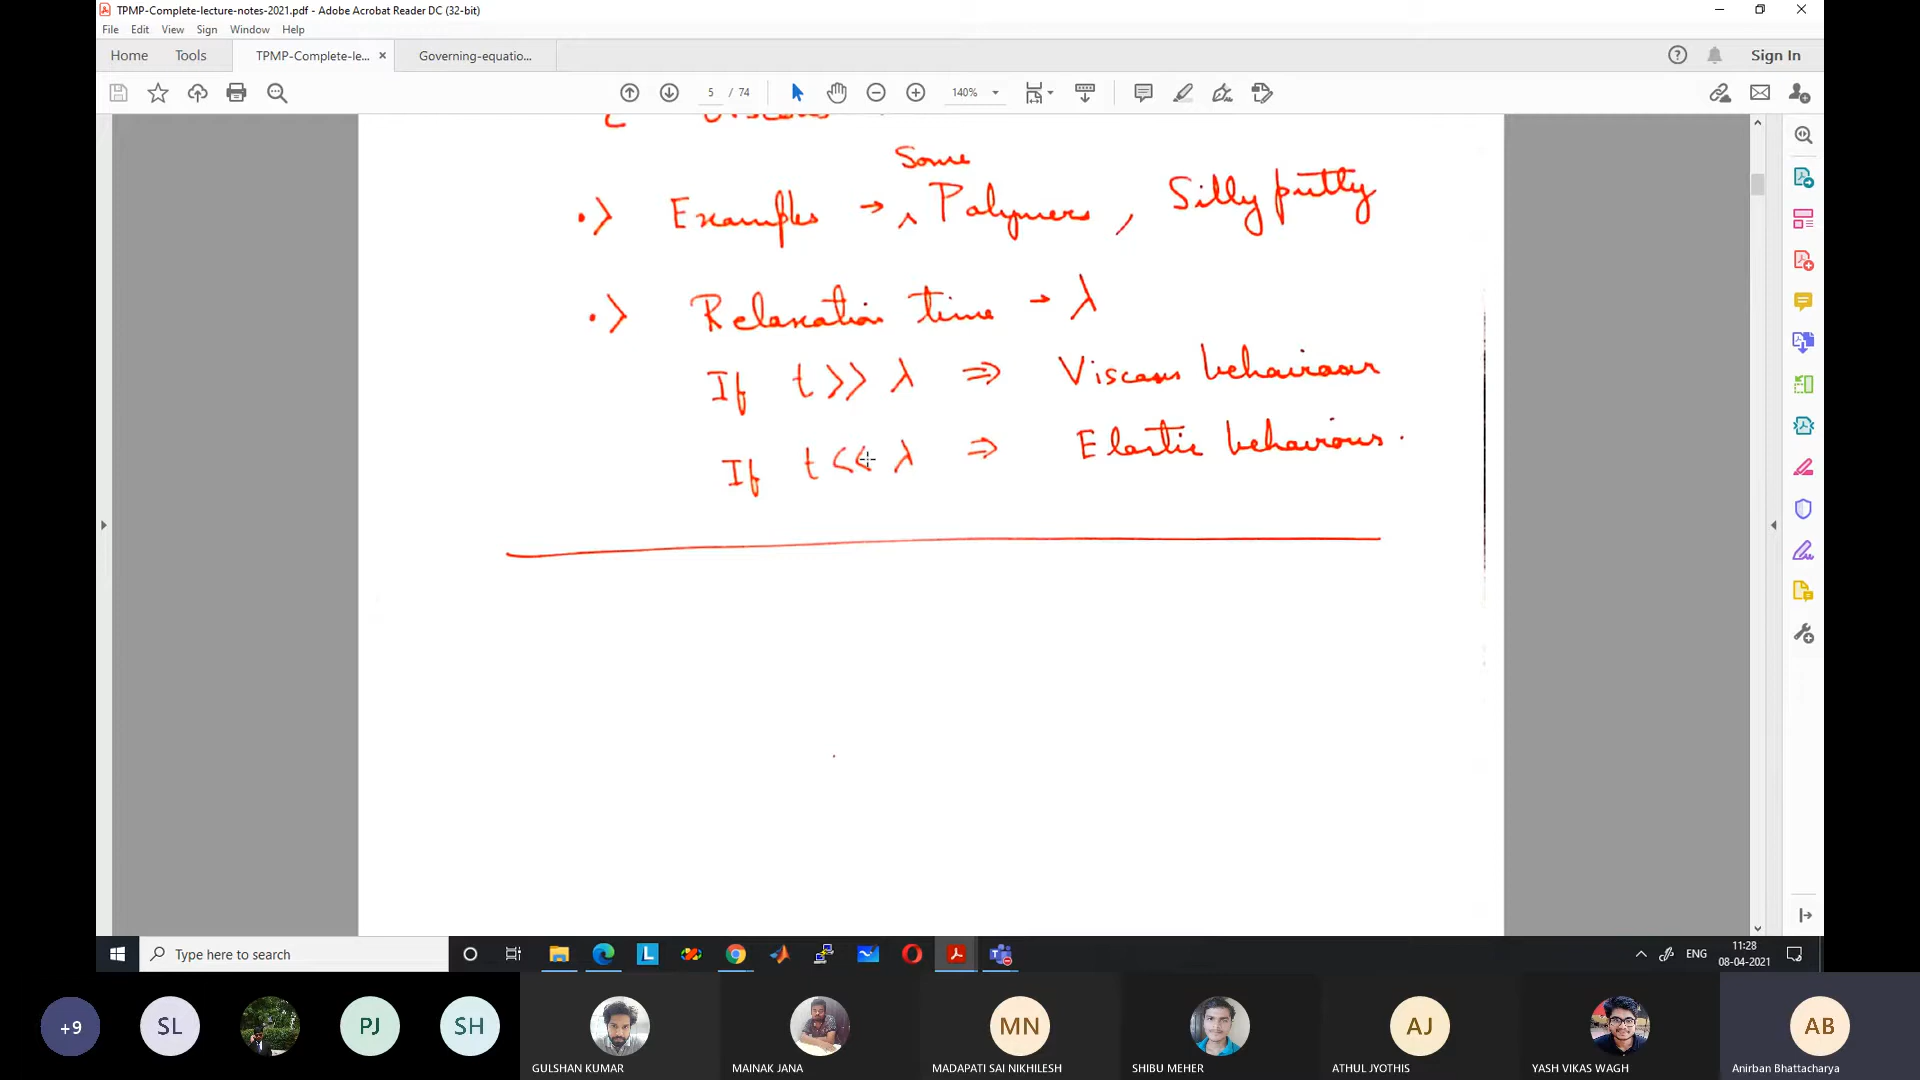 TPMP-Complete-lecture-notes-2021.pdf - Adobe Acrobat Reader DC (32-bit)
File Edit View Sign Window Help
Home Tools TPMP-Complete-le... × Governing-equatio... Sign In
5 / 74 140%
Some
Examples → Polymers, Silly putty
Relaxation time → λ
If t >> λ ⇒ Viscous behaviour
If t << λ ⇒ Elastic behaviour.
Type here to search
ENG
11:28
08-04-2021
+9 SL PJ SH MN AJ AB
GULSHAN KUMAR MAINAK JANA MADAPATI SAI NIKHILESH SHIBU MEHER ATHUL JYOTHIS YASH VIKAS WAGH Anirban Bhattacharya